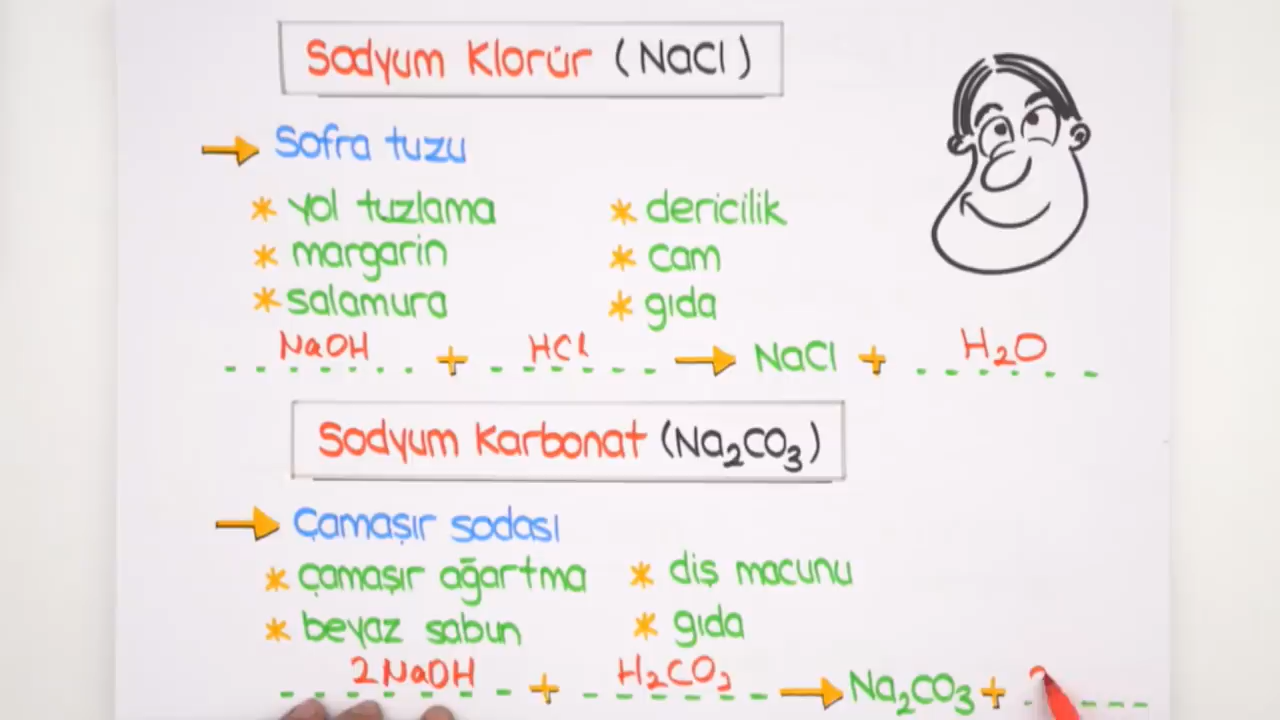 Sodyum Klorür (NaCl)
→ Sofra tuzu
* yol tuzlama * dericilik
* margarin * cam
* salamura * gıda
NaOH + HCl → NaCl + H₂O
Sodyum Karbonat (Na₂CO₃)
→ Çamaşır sodası
* çamaşır ağartma * diş macunu
* beyaz sabun * gıda
2NaOH + H₂CO₃ → Na₂CO₃ +